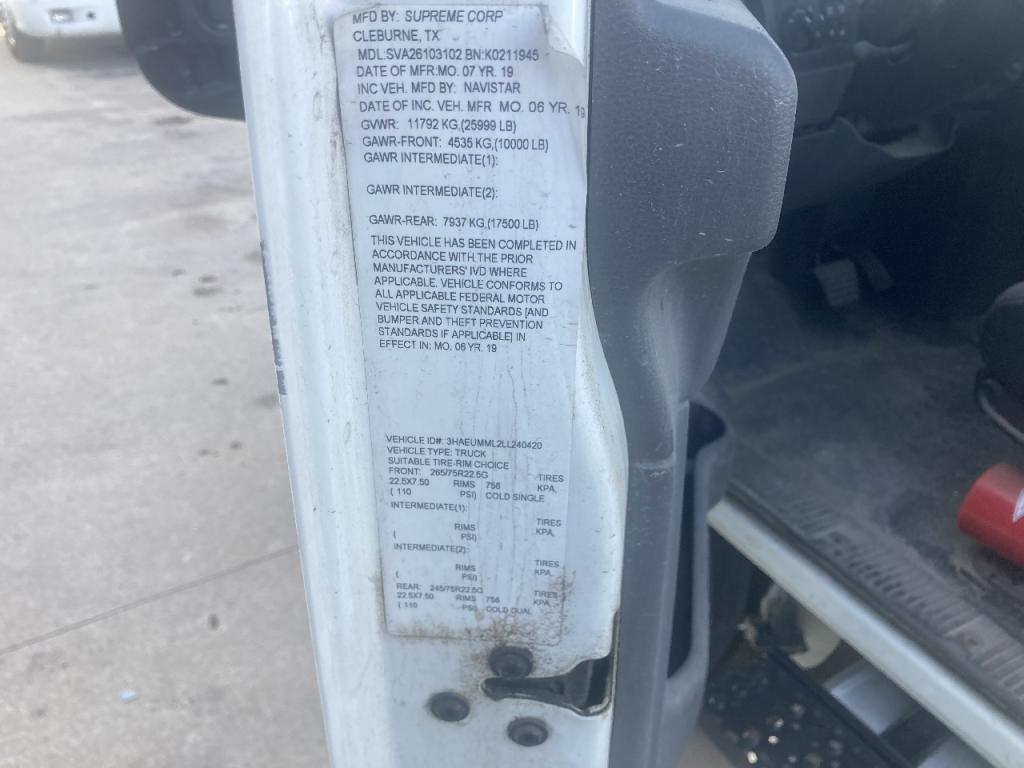 MFD BY: SUPREME CORP
CLEBURNE, TX
MDL:SVA26103102 BN:K0211945
DATE OF MFR:MO. 07 YR. 19
INC VEH. MFD BY: NAVISTAR
DATE OF INC. VEH. MFR MO. 06 YR. 19
GVWR: 11792 KG,(25999 LB)
GAWR-FRONT: 4535 KG,(10000 LB)
GAWR INTERMEDIATE(1):
GAWR INTERMEDIATE(2):
GAWR-REAR: 7937 KG,(17500 LB)
THIS VEHICLE HAS BEEN COMPLETED IN
ACCORDANCE WITH THE PRIOR
MANUFACTURERS' IVD WHERE
APPLICABLE. VEHICLE CONFORMS TO
ALL APPLICABLE FEDERAL MOTOR
VEHICLE SAFETY STANDARDS [AND
BUMPER AND THEFT PREVENTION
STANDARDS IF APPLICABLE] IN
EFFECT IN: MO. 06 YR. 19
VEHICLE ID#: 3HAEUMML2LL240420
VEHICLE TYPE: TRUCK
SUITABLE TIRE-RIM CHOICE
FRONT: 265/75R22.5G TIRES
22.5X7.50 RIMS 756 KPA,
( 110 PSI) COLD SINGLE
INTERMEDIATE(1):
TIRES
RIMS KPA,
( PSI)
INTERMEDIATE(2):
TIRES
RIMS KPA,
( PSI)
REAR: 245/75R22.5G TIRES
22.5X7.50 RIMS 756 KPA,
( 110 PSI) COLD DUAL